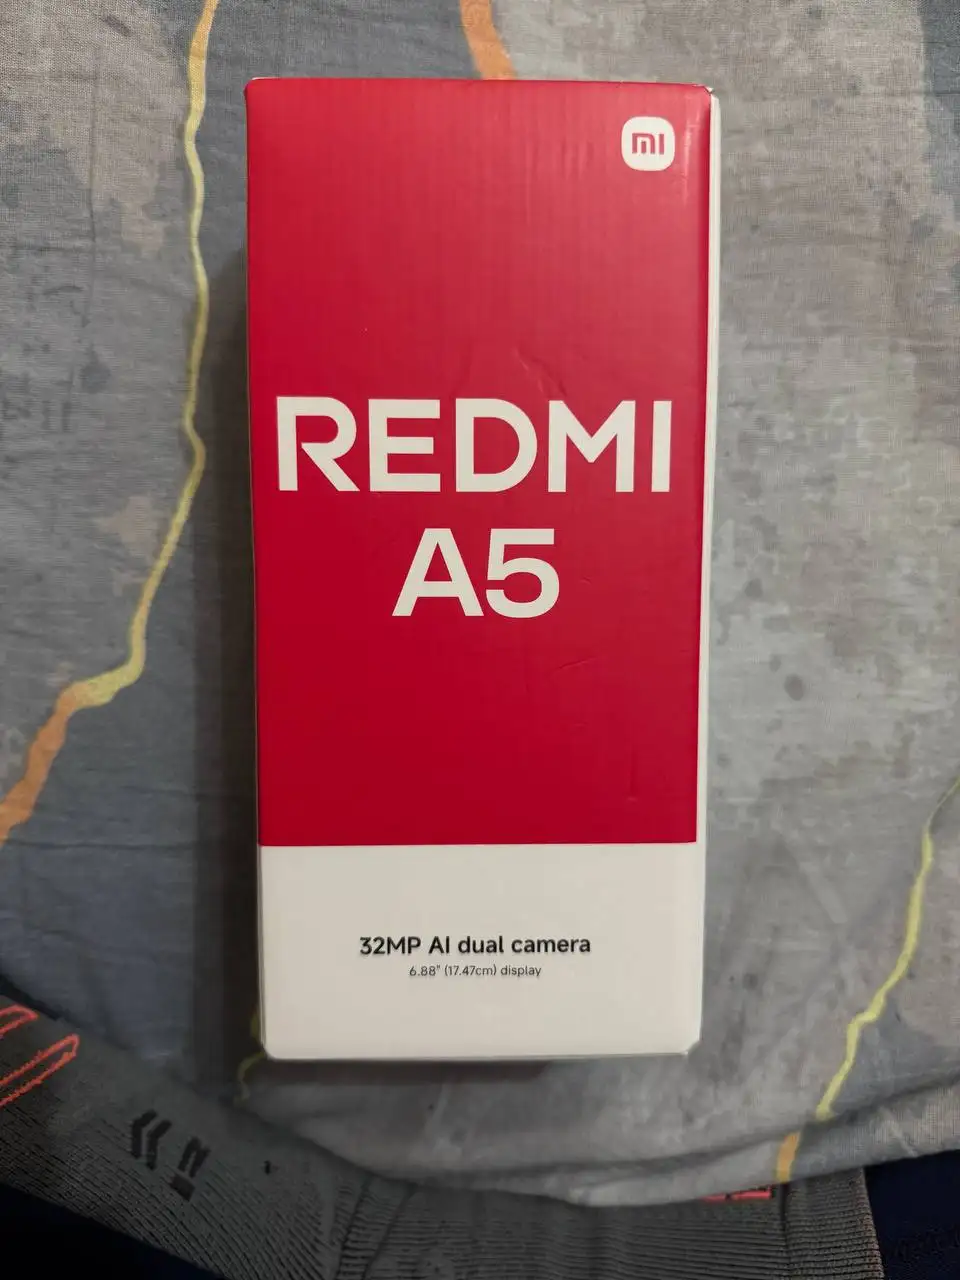 mi
REDMI
A5
32MP AI dual camera
6.88" (17.47cm) display